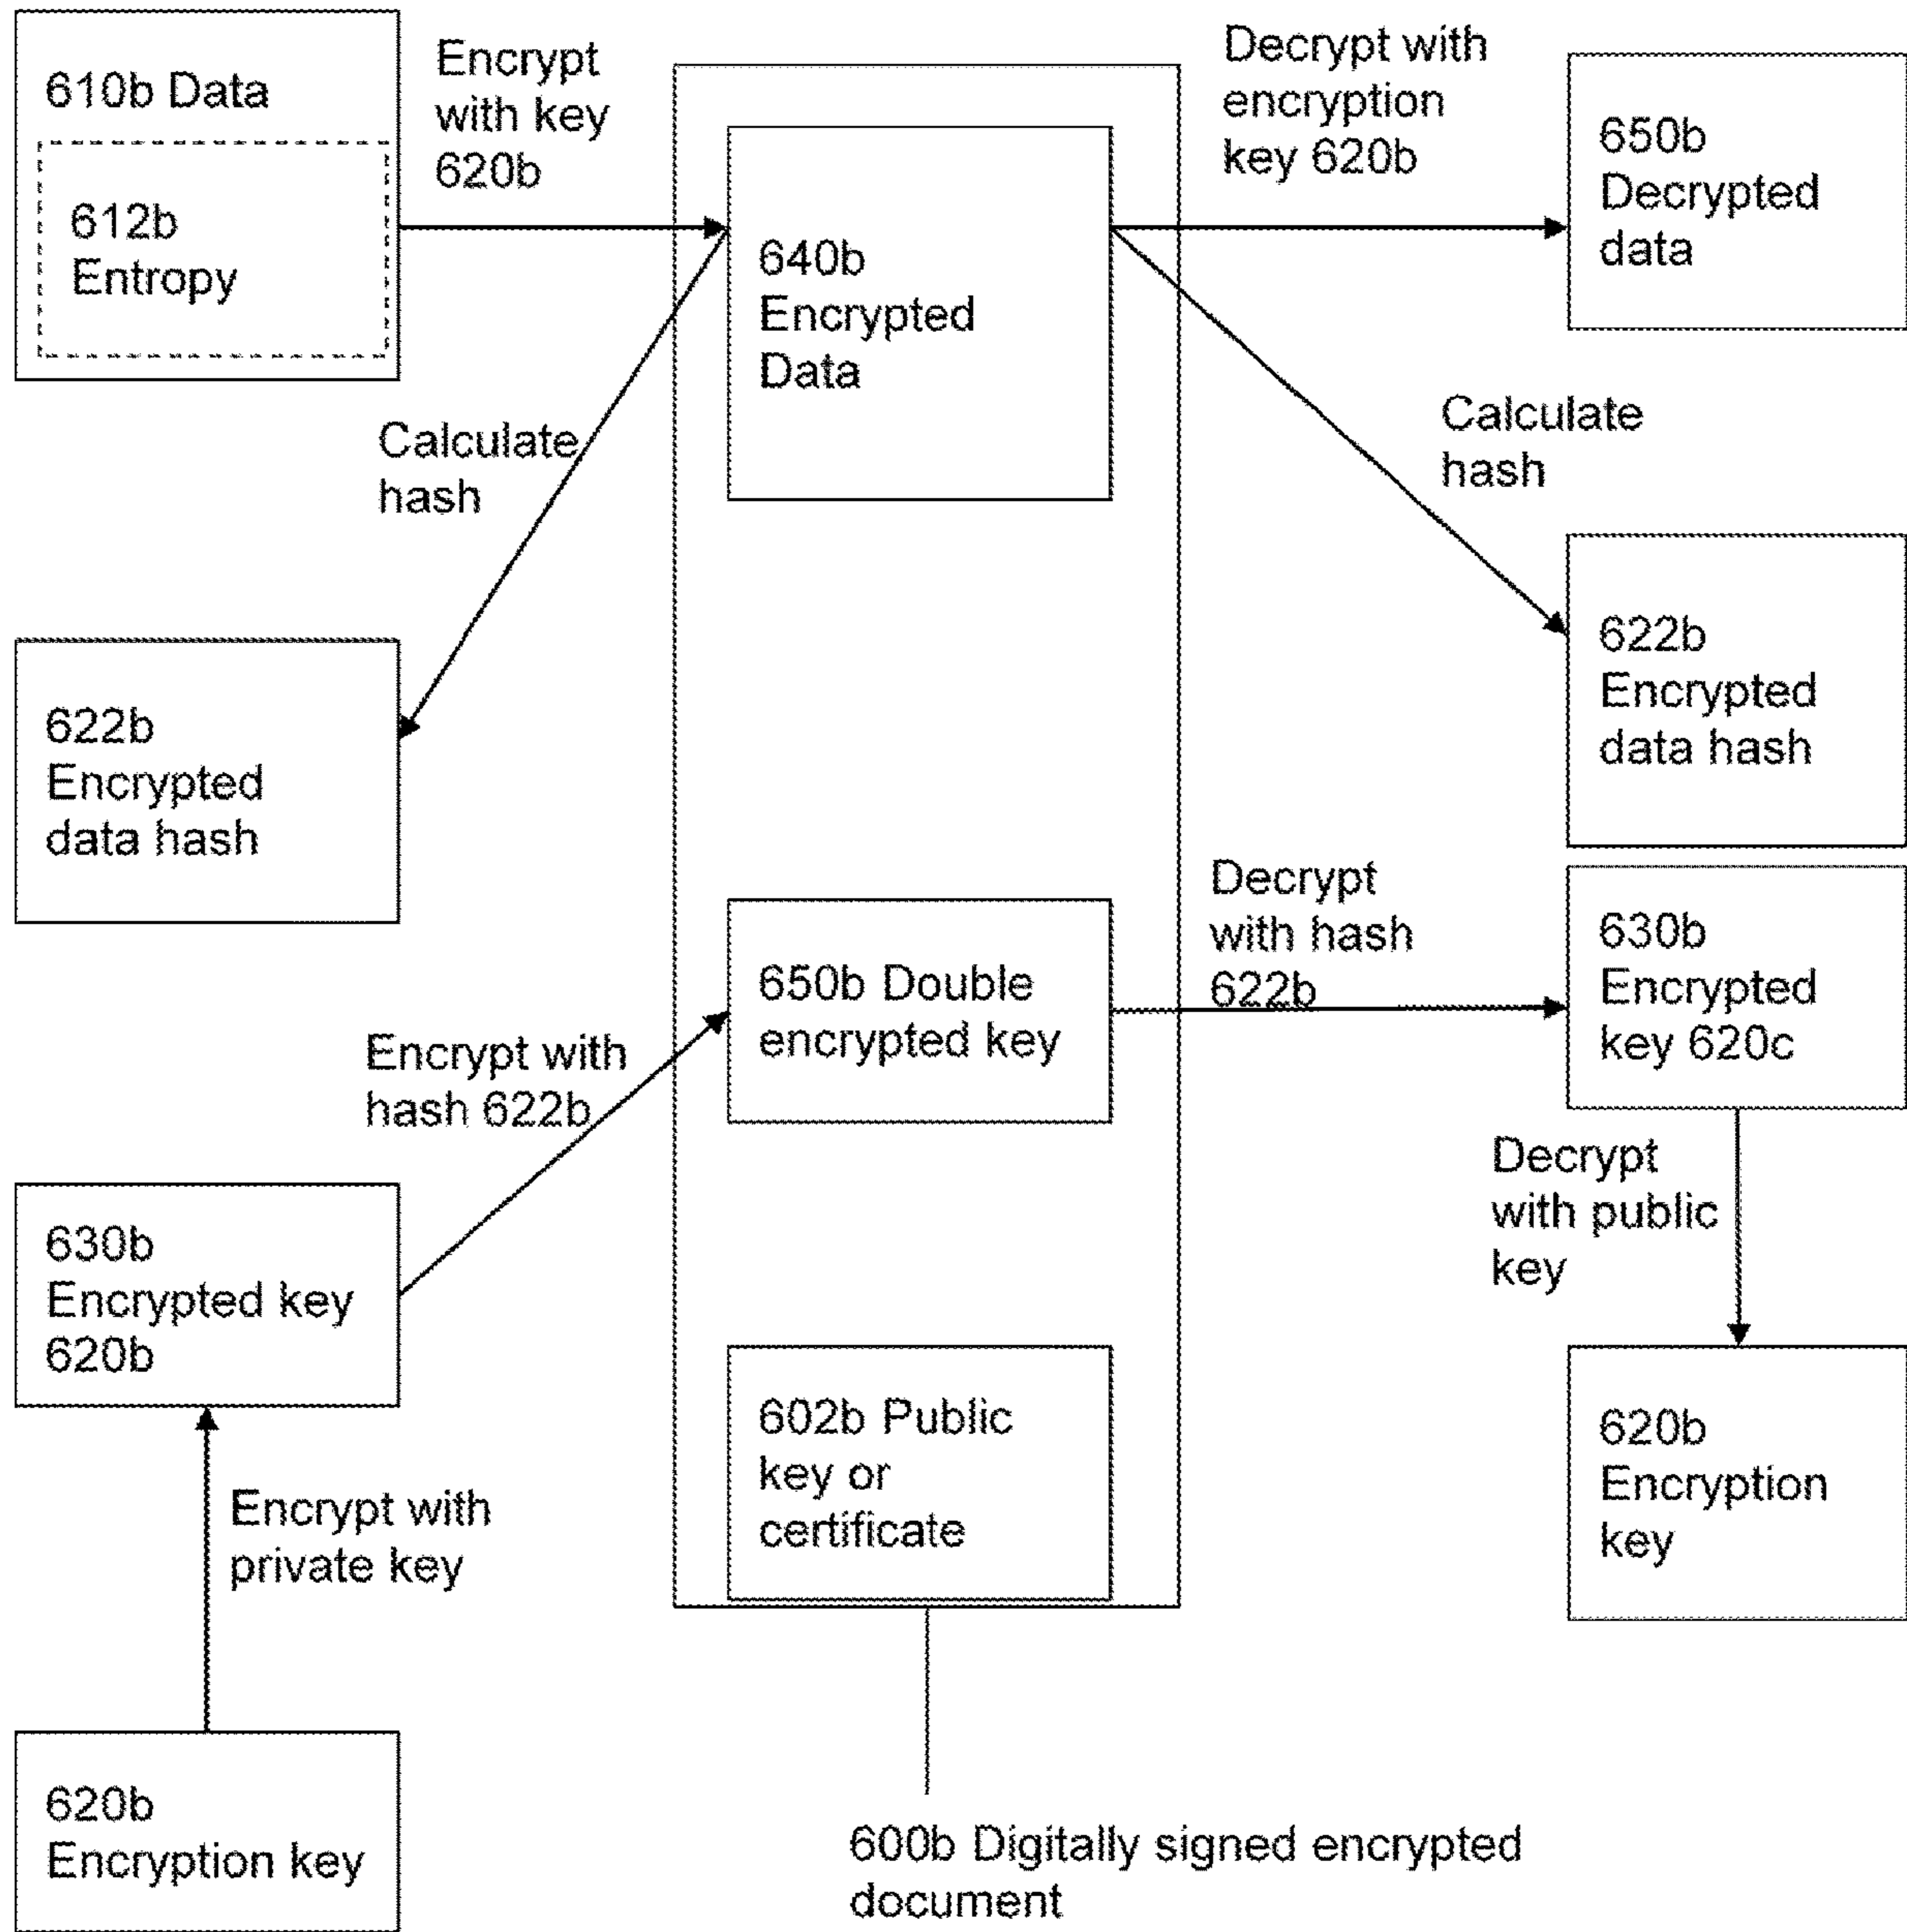 610b Data
612b
Entropy
Encrypt
with key
620b
640b
Encrypted
Data
Decrypt with
encryption
key 620b
650b
Decrypted
data
Calculate
hash
Calculate
hash
622b
Encrypted
data hash
622b
Encrypted
data hash
650b Double
encrypted key
Decrypt
with hash
622b
630b
Encrypted
key 620c
Encrypt with
hash 622b
Decrypt
with public
key
630b
Encrypted key
620b
602b Public
key or
certificate
620b
Encryption
key
Encrypt with
private key
620b
Encryption key
600b Digitally signed encrypted
document